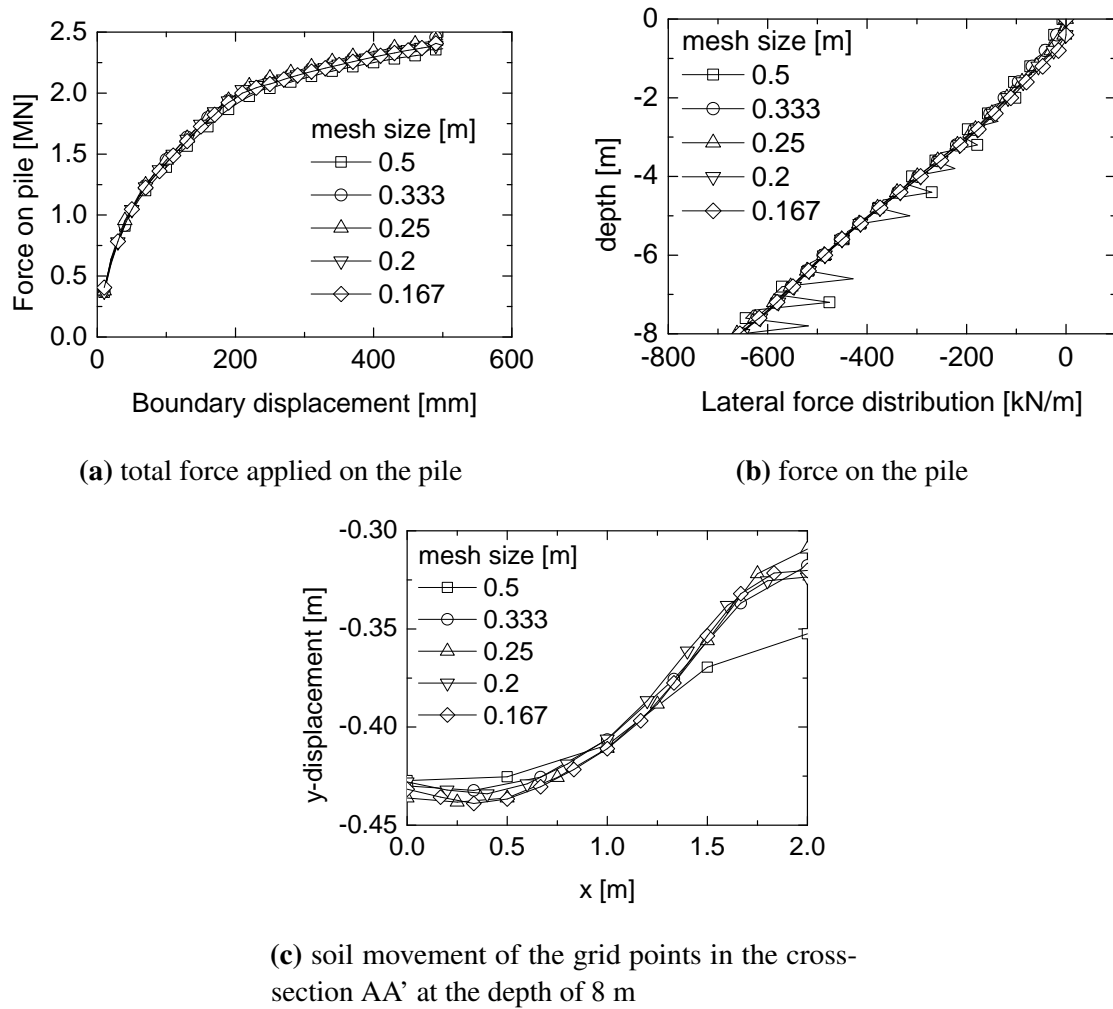 2.5
2.0
1.5
1.0
0.5
0.0
Force on pile [MN]
mesh size [m]
0.5
0.333
0.25
0.2
0.167
0 200 400 600
Boundary displacement [mm]
(a) total force applied on the pile
0
-2
-4
-6
-8
depth [m]
mesh size [m]
0.5
0.333
0.25
0.2
0.167
-800 -600 -400 -200 0
Lateral force distribution [kN/m]
(b) force on the pile
-0.30
-0.35
-0.40
-0.45
y-displacement [m]
mesh size [m]
0.5
0.333
0.25
0.2
0.167
0.0 0.5 1.0 1.5 2.0
x [m]
(c) soil movement of the grid points in the cross-
section AA' at the depth of 8 m